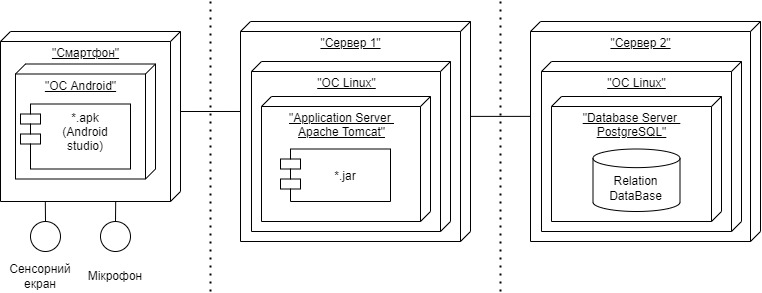 "Смартфон"
"ОС Android"
*.apk
(Android
studio)
Сенсорний
екран
Мікрофон
"Сервер 1"
"ОС Linux"
"Application Server
Apache Tomcat"
*.jar
"Сервер 2"
"ОС Linux"
"Database Server
PostgreSQL"
Relation
DataBase